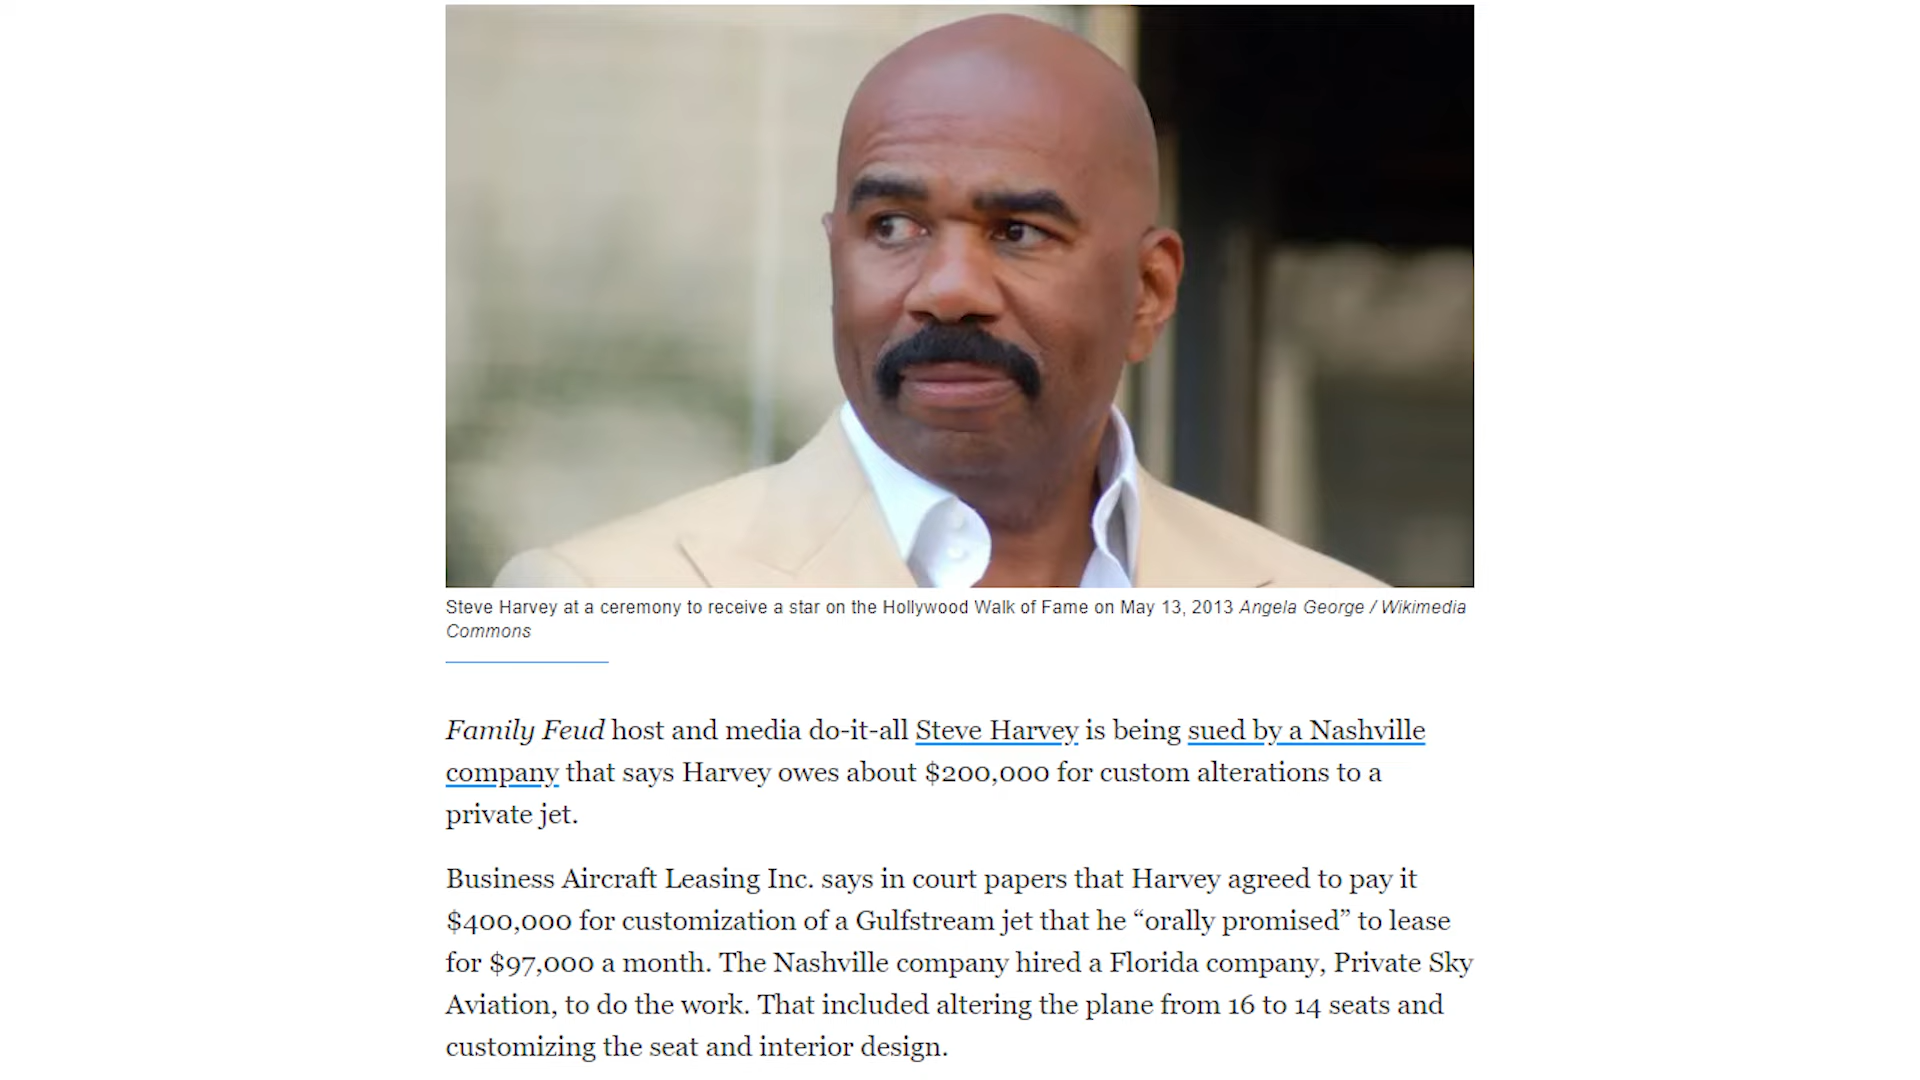 Steve Harvey at a ceremony to receive a star on the Hollywood Walk of Fame on May 13, 2013 Angela George / Wikimedia
Commons
Family Feud host and media do-it-all Steve Harvey is being sued by a Nashville
company that says Harvey owes about $200,000 for custom alterations to a
private jet.
Business Aircraft Leasing Inc. says in court papers that Harvey agreed to pay it
$400,000 for customization of a Gulfstream jet that he “orally promised” to lease
for $97,000 a month. The Nashville company hired a Florida company, Private Sky
Aviation, to do the work. That included altering the plane from 16 to 14 seats and
customizing the seat and interior design.